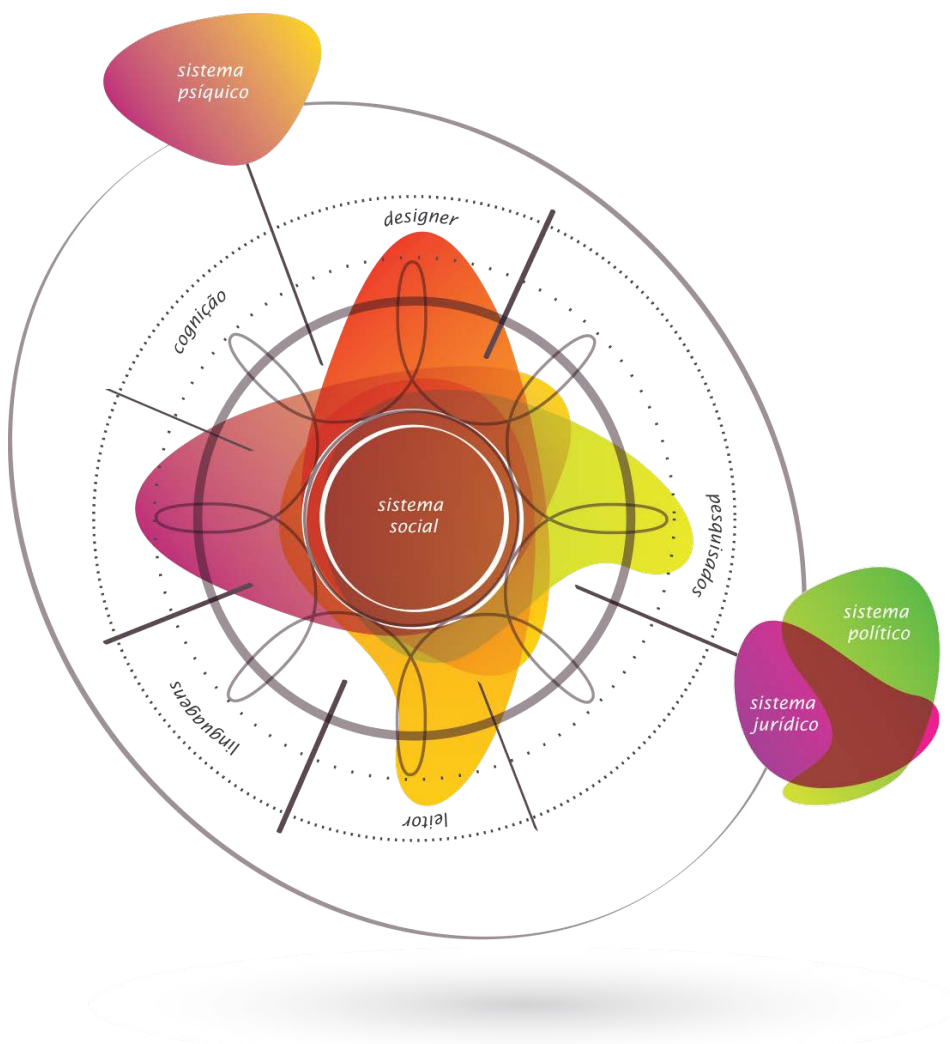 sistema
psíquico
designer
cognição
pesquisados
sistema
social
sistema
político
sistema
jurídico
linguagens
leitor